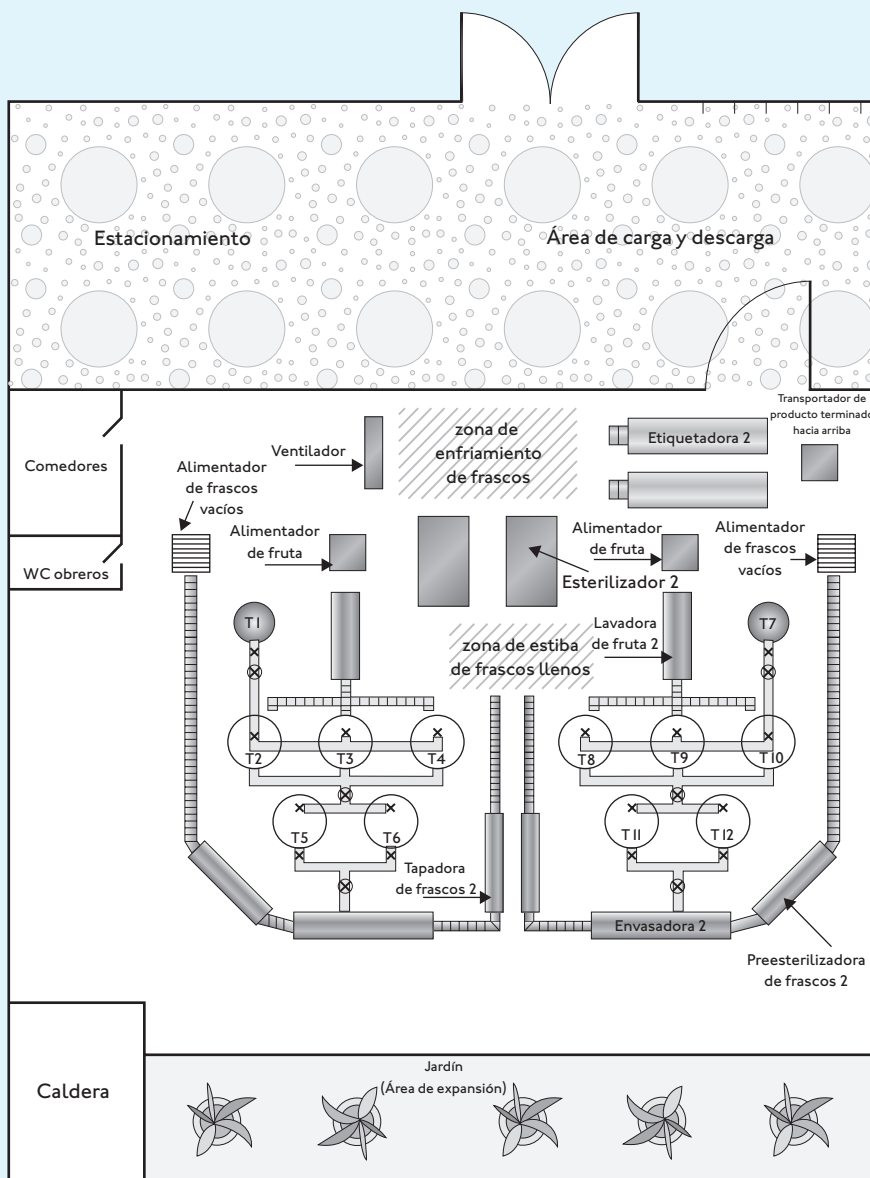 Estacionamiento
Área de carga y descarga
Transportador de
producto terminado
hacia arriba
Comedores
Ventilador
zona de
enfriamiento
de frascos
Etiquetadora 2
Alimentador
de frascos
vacíos
Alimentador
de fruta
Alimentador
de fruta
Alimentador
de frascos
vacíos
WC obreros
Esterilizador 2
T1
zona de estiba
de frascos llenos
Lavadora
de fruta 2
T7
T2
T3
T4
T8
T9
T10
T5
T6
T11
T12
Tapadora
de frascos 2
Envasadora 2
Preesterilizadora
de frascos 2
Caldera
Jardín
(Área de expansión)